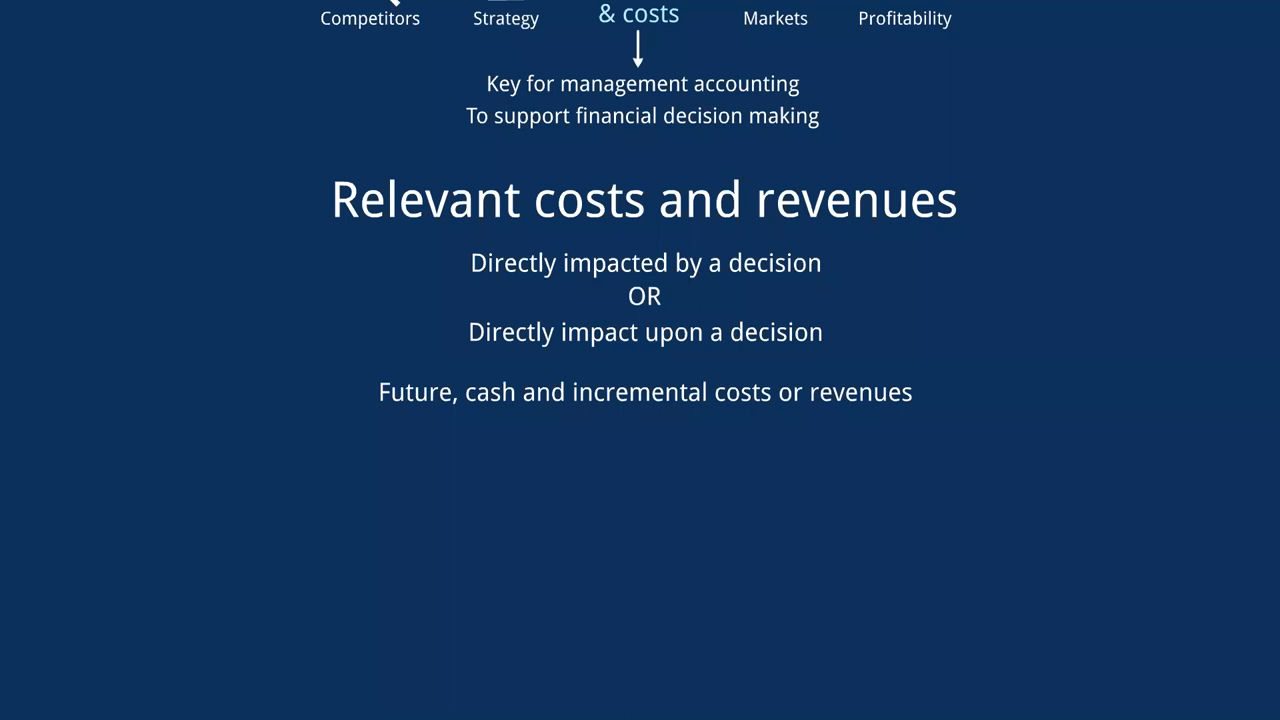 Competitors
Strategy
& costs
Markets
Profitability
Key for management accounting
To support financial decision making
Relevant costs and revenues
Directly impacted by a decision
OR
Directly impact upon a decision
Future, cash and incremental costs or revenues